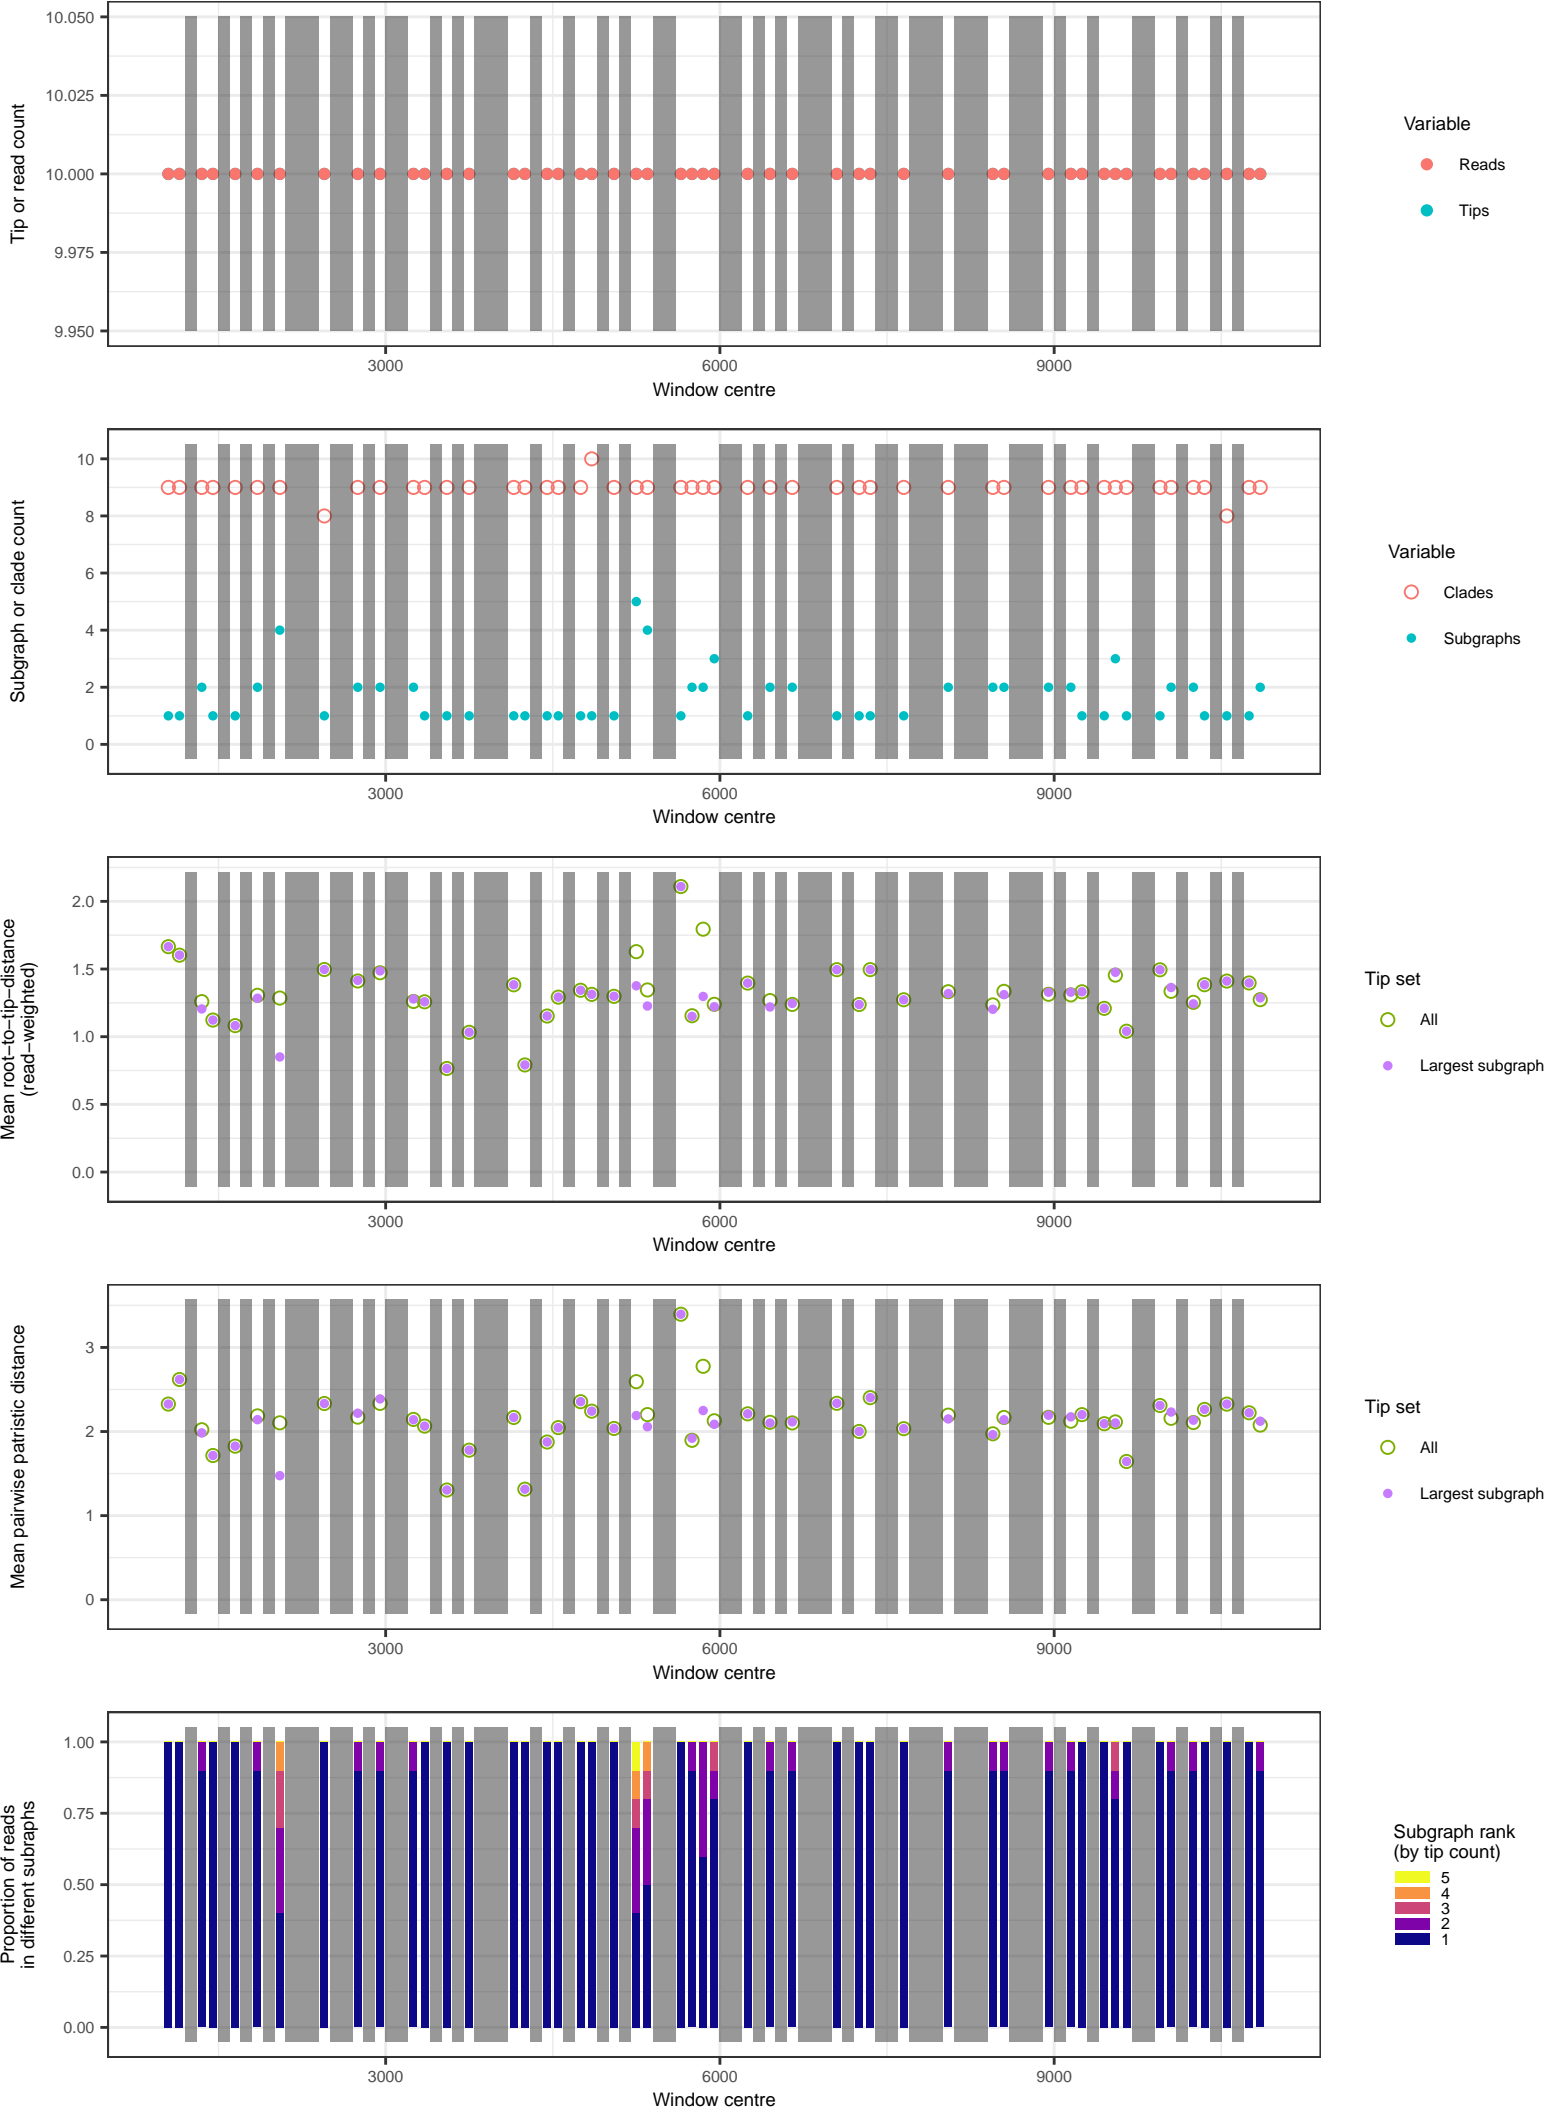 10.050
10.025
10.000
9.975
9.950
Tip or read count
3000
6000
9000
Window centre
Variable
Reads
Tips
10
8
6
4
2
0
Subgraph or clade count
3000
6000
9000
Window centre
Variable
Clades
Subgraphs
2.0
1.5
1.0
0.5
0.0
Mean root−to−tip−distance
(read−weighted)
3000
6000
9000
Window centre
Tip set
All
Largest subgraph
3
2
1
0
Mean pairwise patristic distance
3000
6000
9000
Window centre
Tip set
All
Largest subgraph
1.00
0.75
0.50
0.25
0.00
Proportion of reads
in different subraphs
3000
6000
9000
Window centre
Subgraph rank
(by tip count)
5
4
3
2
1